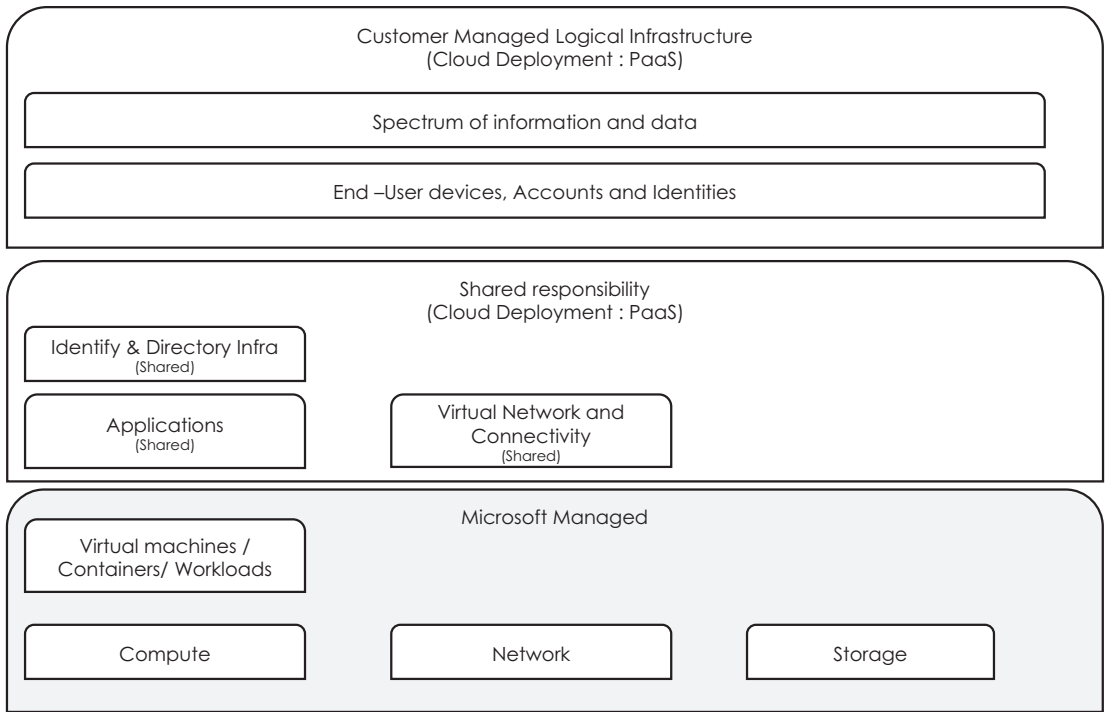 Customer Managed Logical Infrastructure
(Cloud Deployment : PaaS)
Spectrum of information and data
End –User devices, Accounts and Identities
Shared responsibility
(Cloud Deployment : PaaS)
Identify & Directory Infra
(Shared)
Applications
(Shared)
Virtual Network and
Connectivity
(Shared)
Microsoft Managed
Virtual machines /
Containers/ Workloads
Compute
Network
Storage